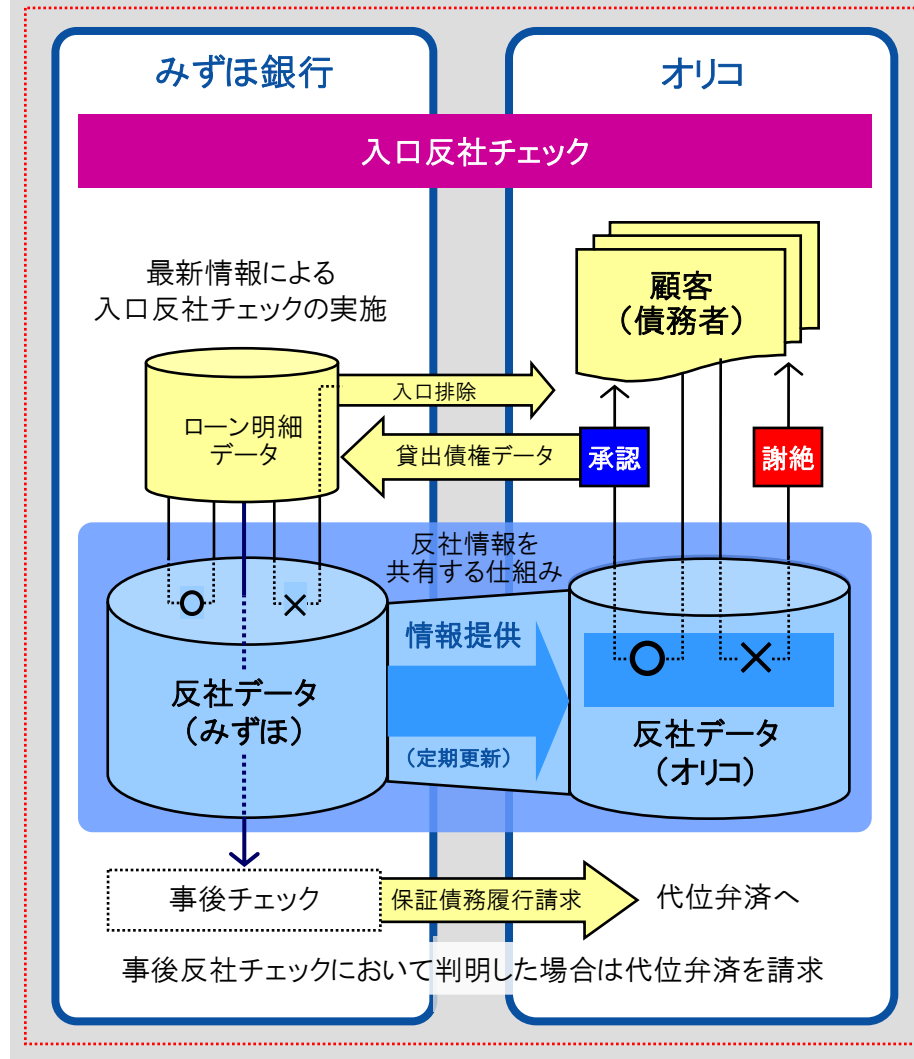 みずほ銀行
オリコ
入口反社チェック
最新情報による
入口反社チェックの実施
顧客
（債務者）
ローン明細
データ
入口排除
貸出債権データ
承認
謝絶
反社情報を
共有する仕組み
情報提供
（定期更新）
反社データ
（みずほ）
反社データ
（オリコ）
事後チェック
保証債務履行請求
代位弁済へ
事後反社チェックにおいて判明した場合は代位弁済を請求